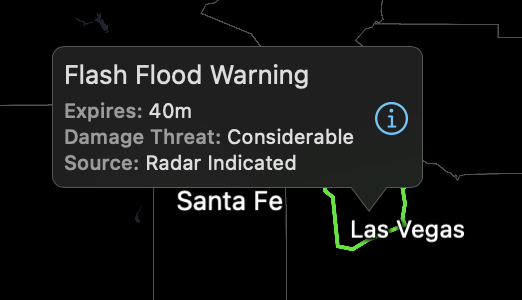 Flash Flood Warning
Expires: 40m
Damage Threat: Considerable
Source: Radar Indicated
Santa Fe
Las Vegas